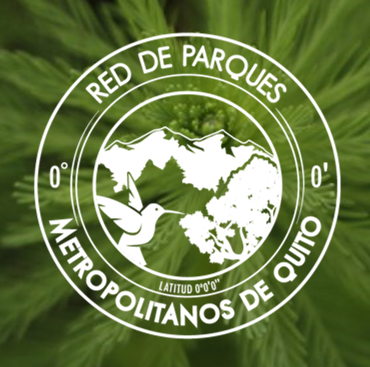 RED DE PARQUES
0° 0'
LATITUD 0°0'0''
METROPOLITANOS DE QUITO